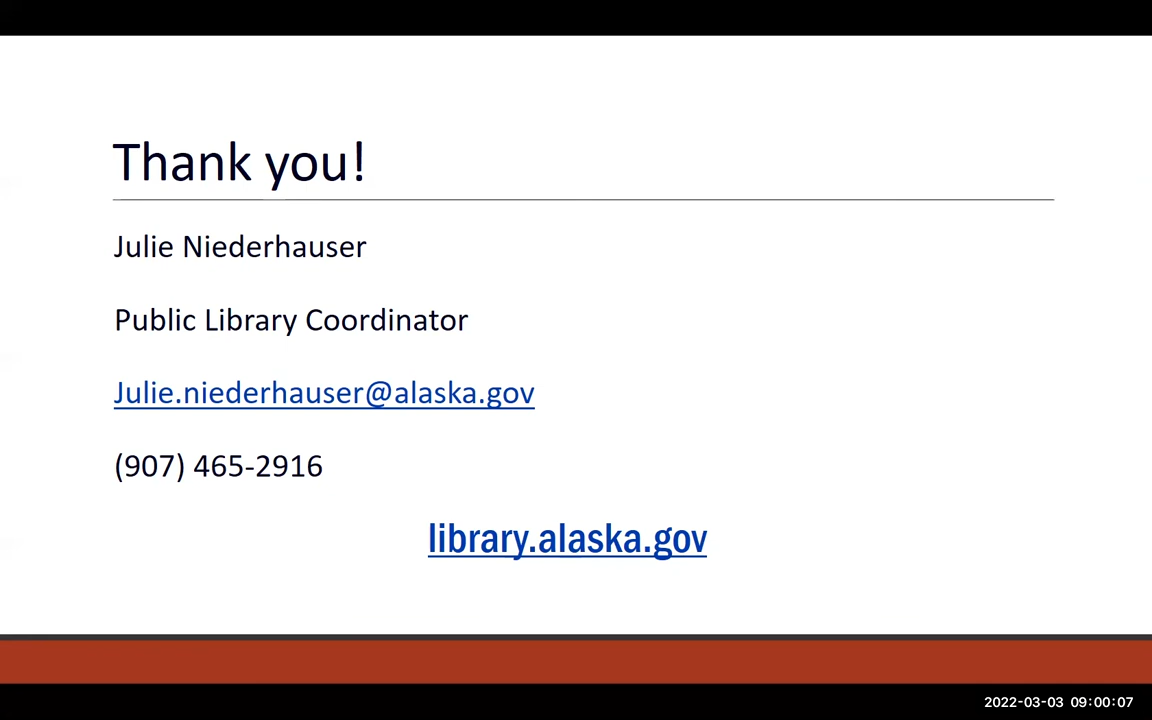 Thank you!
Julie Niederhauser
Public Library Coordinator
Julie.niederhauser@alaska.gov
(907) 465-2916
library.alaska.gov
2022-03-03 09:00:07